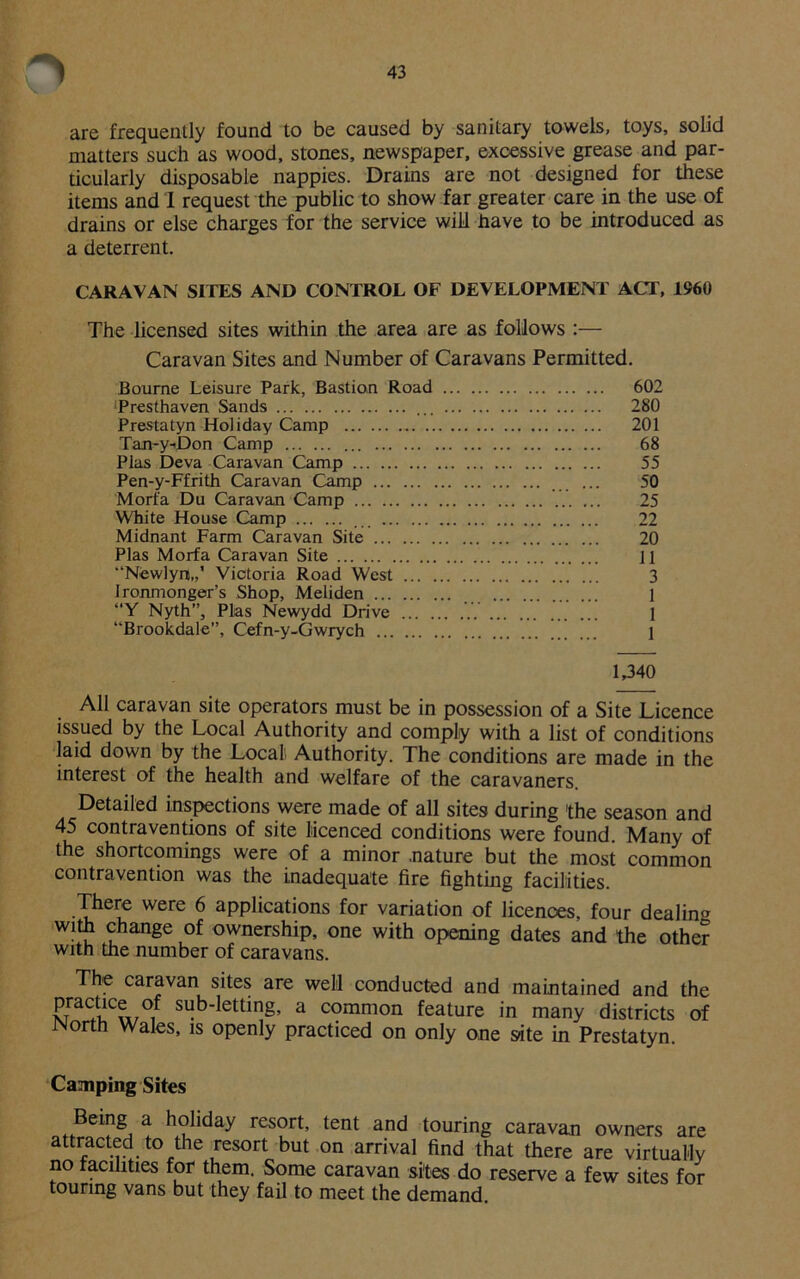 43
are frequently found to be caused by sanitary towels, toys, solid
matters such as wood, stones, newspaper, excessive grease and par-
ticularly disposable nappies. Drains are not designed for these
items and I request the public to show far greater care in the use of
drains or else charges for the service will have to be introduced as
a deterrent.
CARAVAN SITES AND CONTROL OF DEVELOPMENT ACT, 1960
The licensed sites within the area are as follows :—
Caravan Sites and Number of Caravans Permitted.
Bourne Leisure Park, Bastion Road ... ... ... ... ... ... 602
Presthaven Sands ... ... ... ... ... ... ... ... ... ... 280
Prestatyn Holiday Camp ... ... ... ... ... ... ... ... ... 201
Tan-y-Don Camp ... ... ... ... ... ... ... ... ... ... 68
Plas Deva Caravan Camp ... ... ... ... ... ... ... ... ... 55
Pen-y-Ffrith Caravan Camp ... ... ... ... ... ... ... ... 50
Morfa Du Caravan Camp ... ... ... ... ... ... ... ... ... 25
White House Camp ... ... ... ... ... ... ... ... ... ... 22
Midnant Farm Caravan Site ... ... ... ... ... ... ... ... 20
Plas Morfa Caravan Site ... ... ... ... ... ... ... ... ... 11
“Newlyn,,’ Victoria Road West ... ... ... ... ... ... ... 3
Ironmonger’s Shop, Meliden ... ... ... ... ... ... ... ... 1
“Y Nyth”, Plas Newydd Drive ... ... ... ... ... ... ... 1
“Brookdale”, Cefn-y-Gwrych ... ... ... ... ... ... ... ... 1
1,340
All caravan site operators must be in possession of a Site Licence
issued by the Local Authority and comply with a list of conditions
laid down by the Local Authority. The conditions are made in the
interest of the health and welfare of the caravaners.
Detailed inspections were made of all sites during the season and
45 contraventions of site licenced conditions were found. Many of
the shortcomings were of a minor nature but the most common
contravention was the inadequate fire fighting facilities.
There were 6 applications for variation of licences, four dealing
with change of ownership, one with opening dates and the other
with the number of caravans.
The caravan sites are well conducted and maintained and the
practice of sub-letting, a common feature in many districts of
North Wales, is openly practiced on only one site in Prestatyn.
Camping Sites
Being a holiday resort, tent and touring caravan owners are
attracted to the resort but on arrival find that there are virtually
no facilities for them. Some caravan sites do reserve a few sites for
touring vans but they fail to meet the demand.